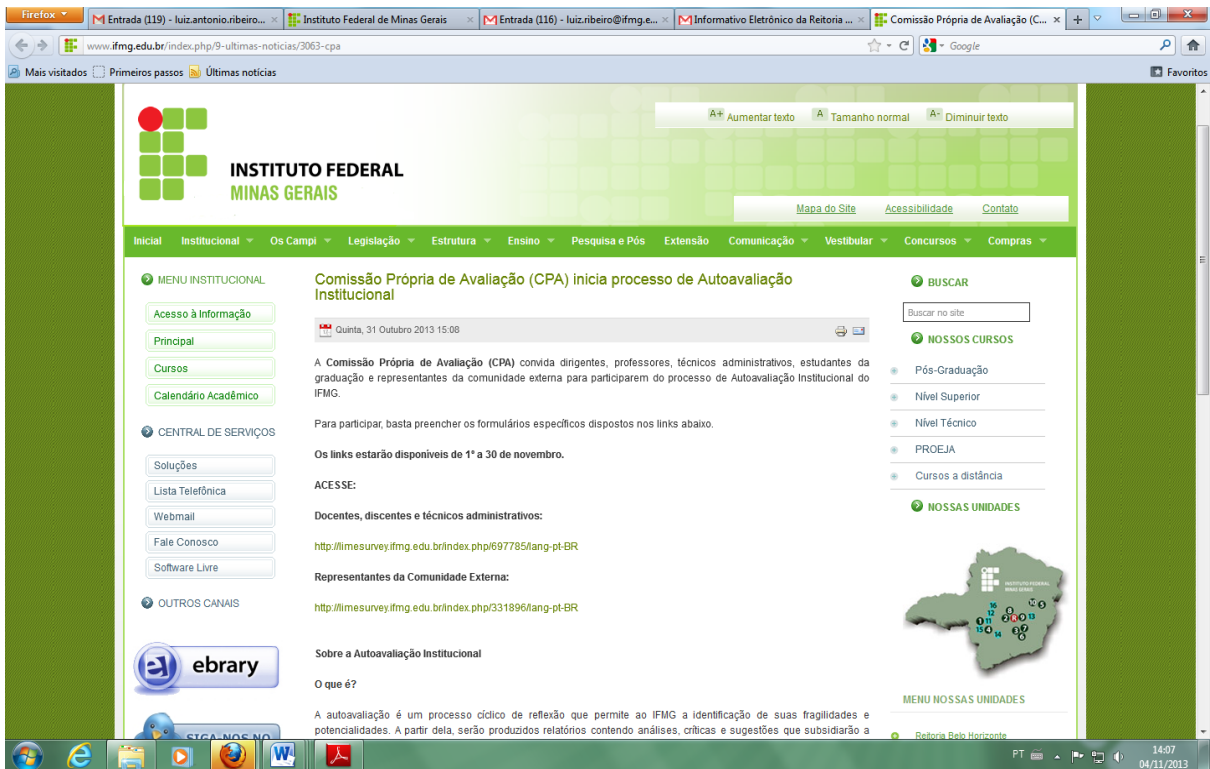 Firefox
Entrada (119) - luiz.antonio.ribeiro...
Instituto Federal de Minas Gerais
Entrada (116) - luiz.ribeiro@ifmg.e...
Informativo Eletrônico da Reitoria ...
Comissão Própria de Avaliação (C...
www.ifmg.edu.br/index.php/9-ultimas-noticias/3063-cpa
Google
Mais visitados
Primeiros passos
Últimas notícias
Favoritos
A+ Aumentar texto
A Tamanho normal
A- Diminuir texto
INSTITUTO FEDERAL
MINAS GERAIS
Mapa do Site
Acessibilidade
Contato
Inicial
Institucional
Os Campi
Legislação
Estrutura
Ensino
Pesquisa e Pós
Extensão
Comunicação
Vestibular
Concursos
Compras
MENU INSTITUCIONAL
Acesso à Informação
Principal
Cursos
Calendário Acadêmico
CENTRAL DE SERVIÇOS
Soluções
Lista Telefônica
Webmail
Fale Conosco
Software Livre
OUTROS CANAIS
ebrary
SIGA-NOS NO
Comissão Própria de Avaliação (CPA) inicia processo de Autoavaliação
Institucional
Quinta, 31 Outubro 2013 15:08
A Comissão Própria de Avaliação (CPA) convida dirigentes, professores, técnicos administrativos, estudantes da
graduação e representantes da comunidade externa para participarem do processo de Autoavaliação Institucional do
IFMG.
Para participar, basta preencher os formulários específicos dispostos nos links abaixo.
Os links estarão disponíveis de 1º a 30 de novembro.
ACESSE:
Docentes, discentes e técnicos administrativos:
http://limesurvey.ifmg.edu.br/index.php/697785/lang-pt-BR
Representantes da Comunidade Externa:
http://limesurvey.ifmg.edu.br/index.php/331896/lang-pt-BR
Sobre a Autoavaliação Institucional
O que é?
A autoavaliação é um processo cíclico de reflexão que permite ao IFMG a identificação de suas fragilidades e
potencialidades. A partir dela, serão produzidos relatórios contendo análises, críticas e sugestões que subsidiarão a
BUSCAR
Buscar no site
NOSSOS CURSOS
Pós-Graduação
Nível Superior
Nível Técnico
PROEJA
Cursos a distância
NOSSAS UNIDADES
INSTITUTO FEDERAL
MINAS GERAIS
MENU NOSSAS UNIDADES
Reitoria Belo Horizonte
PT
14:07
04/11/2013